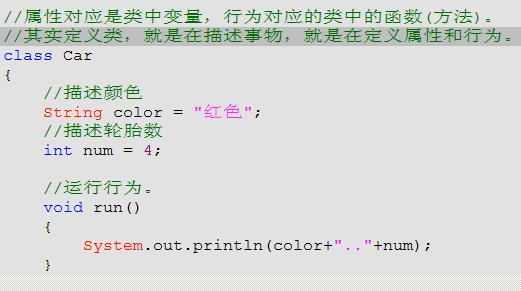 //属性对应是类中变量，行为对应的类中的函数(方法)。
//其实定义类，就是在描述事物，就是在定义属性和行为。
class Car
{
    //描述颜色
    String color = "红色";
    //描述轮胎数
    int num = 4;

    //运行行为。
    void run()
    {
        System.out.println(color+".."+num);
    }